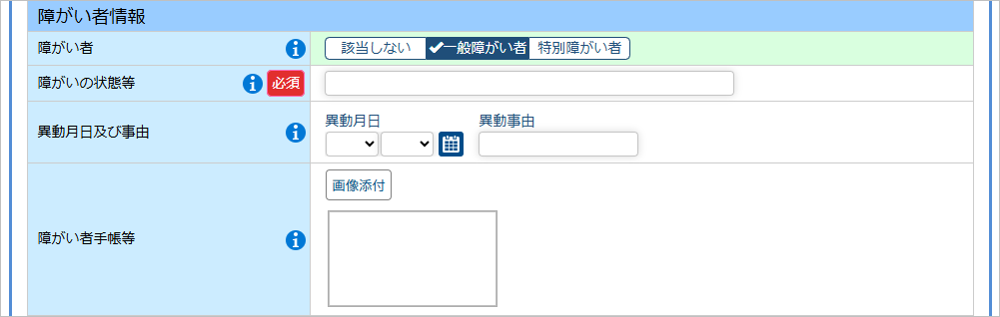 障がい者情報
障がい者
該当しない 一般障がい者 特別障がい者
障がいの状態等 必須
異動月日及び事由
異動月日 異動事由
障がい者手帳等
画像添付